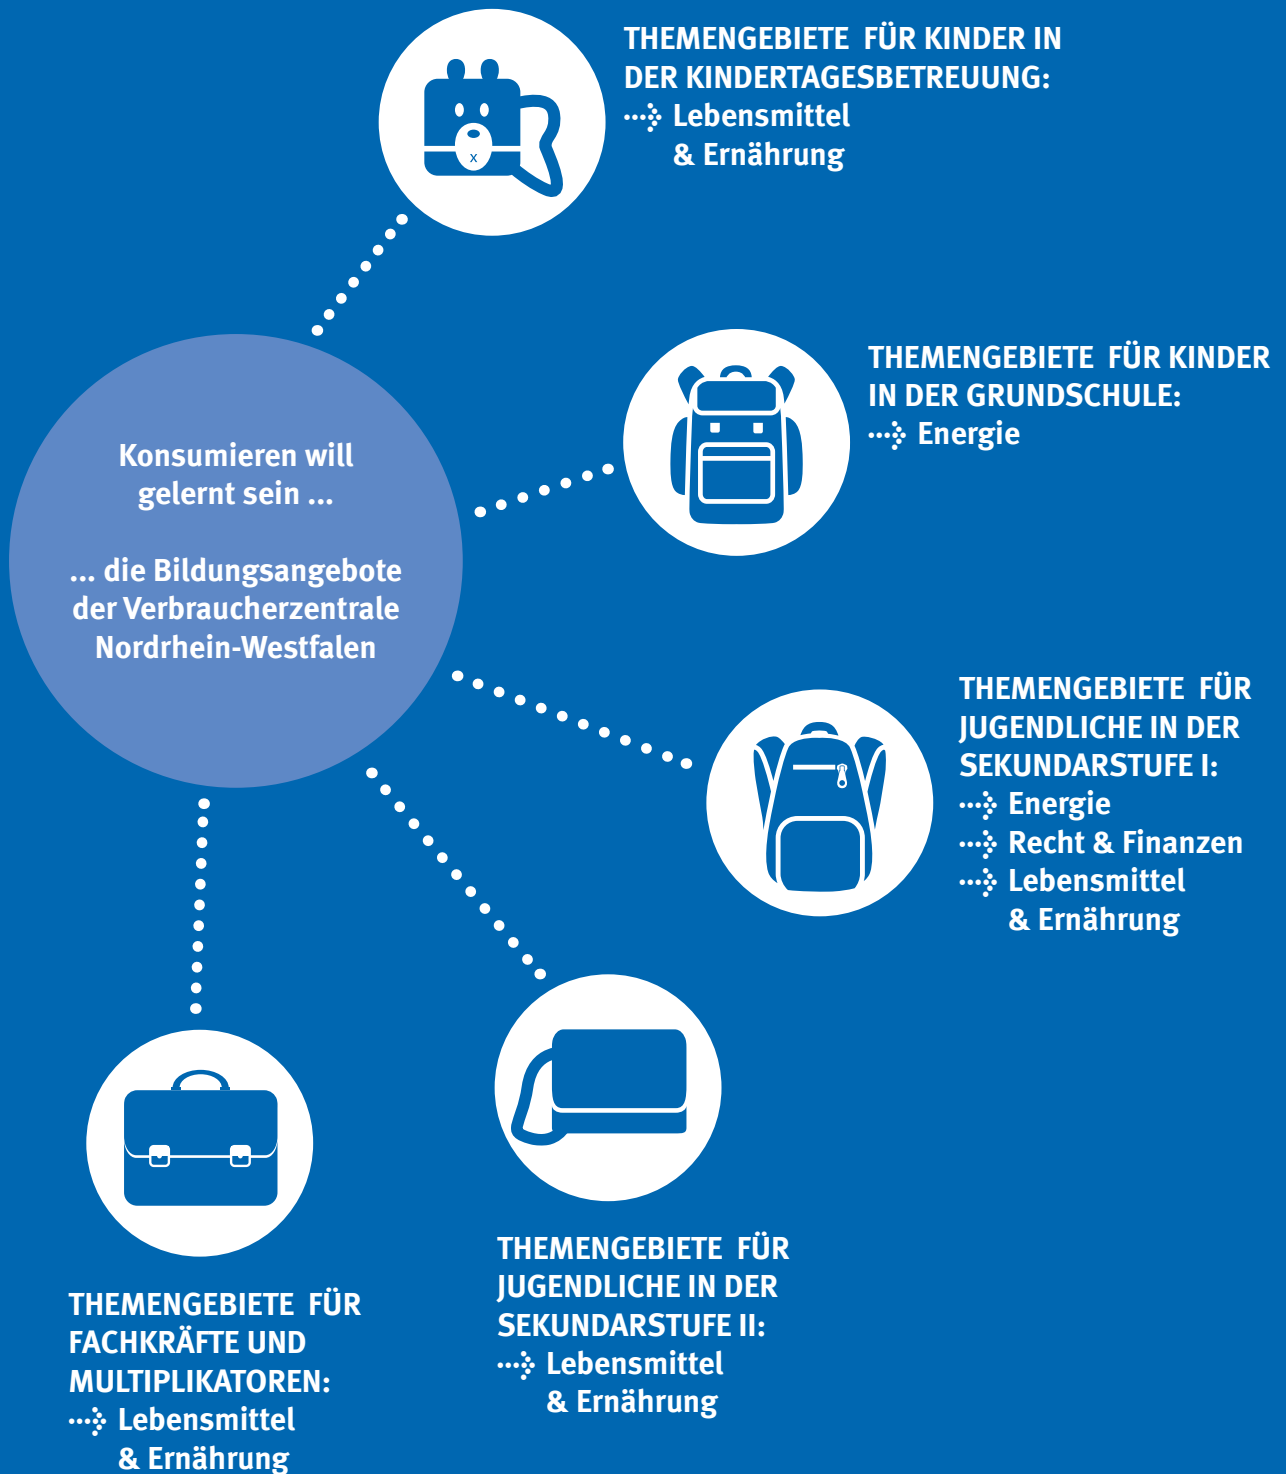 THEMENGEBIETE FÜR KINDER IN
DER KINDERTAGESBETREUUNG:
Lebensmittel
& Ernährung
x
THEMENGEBIETE FÜR KINDER
IN DER GRUNDSCHULE:
Energie
Konsumieren will
gelernt sein ...
... die Bildungsangebote
der Verbraucherzentrale
Nordrhein-Westfalen
THEMENGEBIETE FÜR
JUGENDLICHE IN DER
SEKUNDARSTUFE I:
Energie
Recht & Finanzen
Lebensmittel
& Ernährung
THEMENGEBIETE FÜR
JUGENDLICHE IN DER
SEKUNDARSTUFE II:
Lebensmittel
& Ernährung
THEMENGEBIETE FÜR
FACHKRÄFTE UND
MULTIPLIKATOREN:
Lebensmittel
& Ernährung